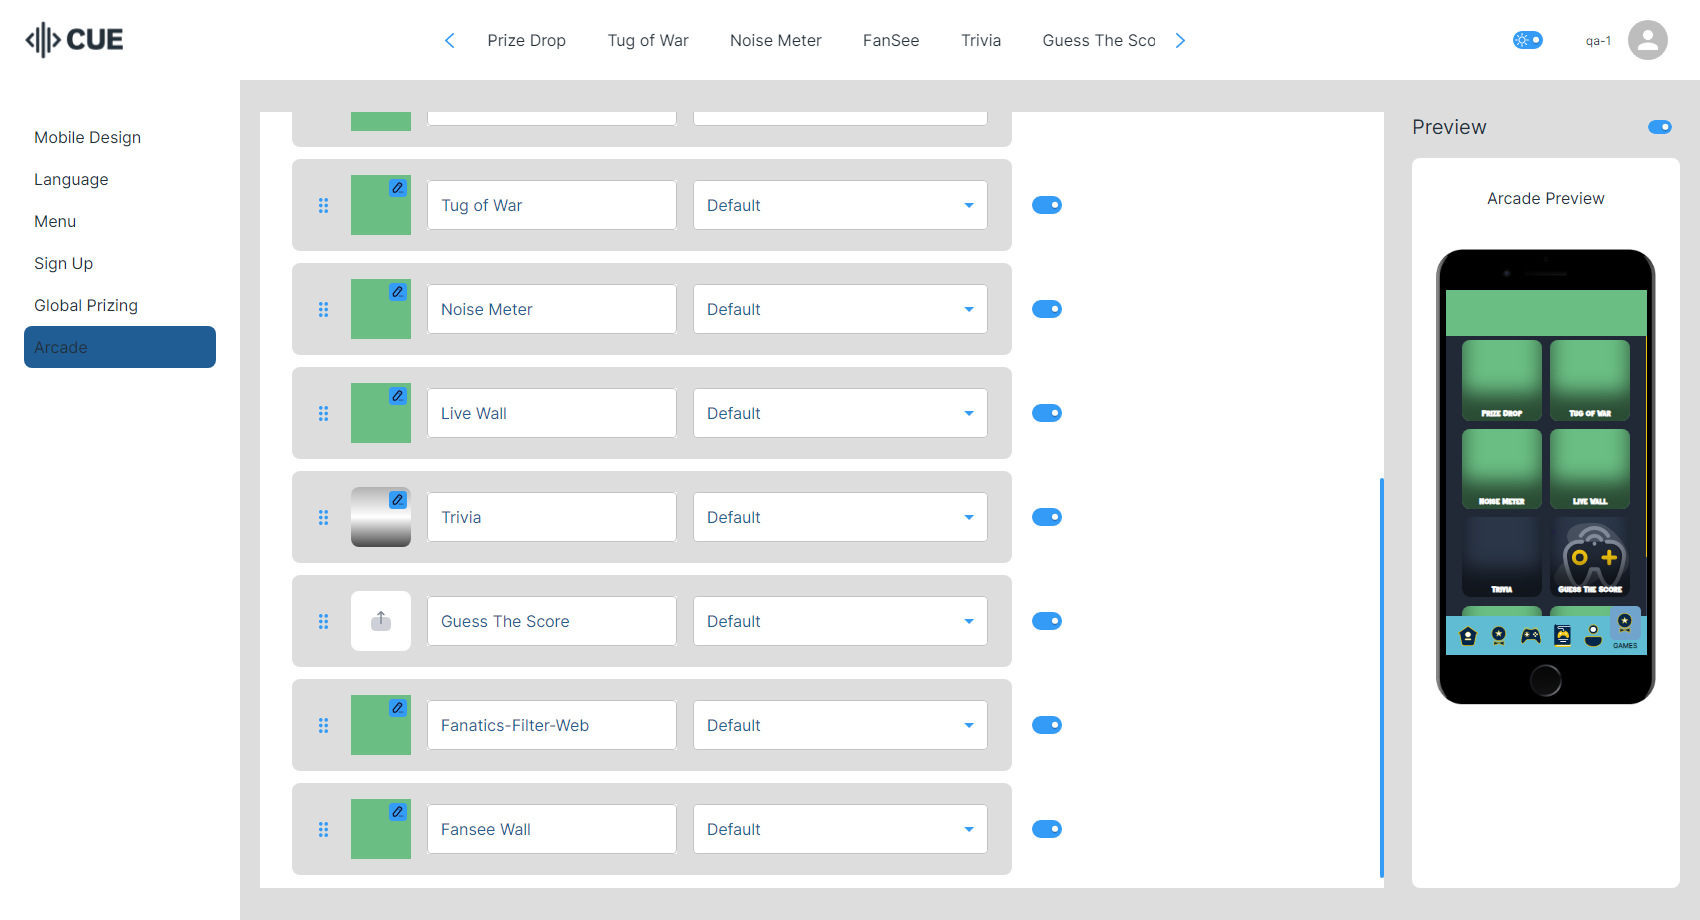 CUE
Prize Drop
Tug of War
Noise Meter
FanSee
Trivia
Guess The Sco
qa-1
Mobile Design
Language
Menu
Sign Up
Global Prizing
Arcade
Tug of War
Default
Noise Meter
Default
Live Wall
Default
Trivia
Default
Guess The Score
Default
Fanatics-Filter-Web
Default
Fansee Wall
Default
Preview
Arcade Preview
Prize Drop
Tug of War
Noise Meter
Live Wall
Trivia
Guess The Score
GAMES